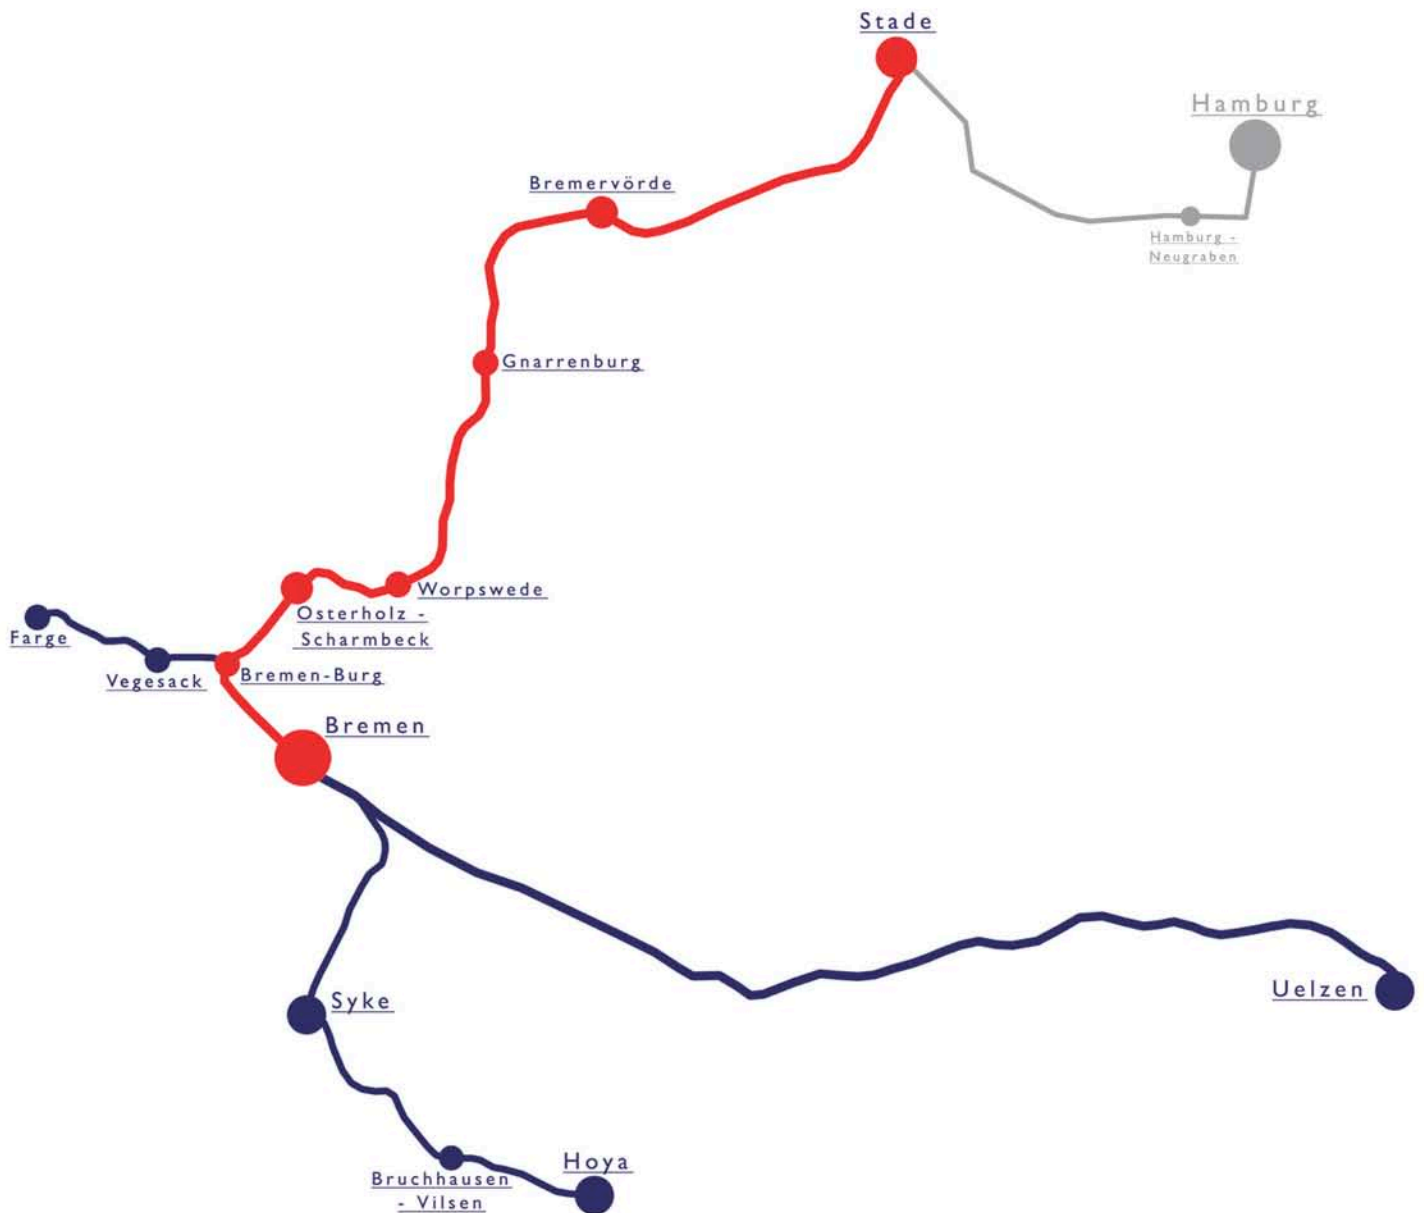 Stade
Hamburg
Bremervörde
Hamburg -
Neugraben
Gnarrenburg
Worpswede
Osterholz -
Scharmbeck
Farge
Vegesack
Bremen-Burg
Bremen
Uelzen
Syke
Hoya
Bruchhausen
- Vilsen